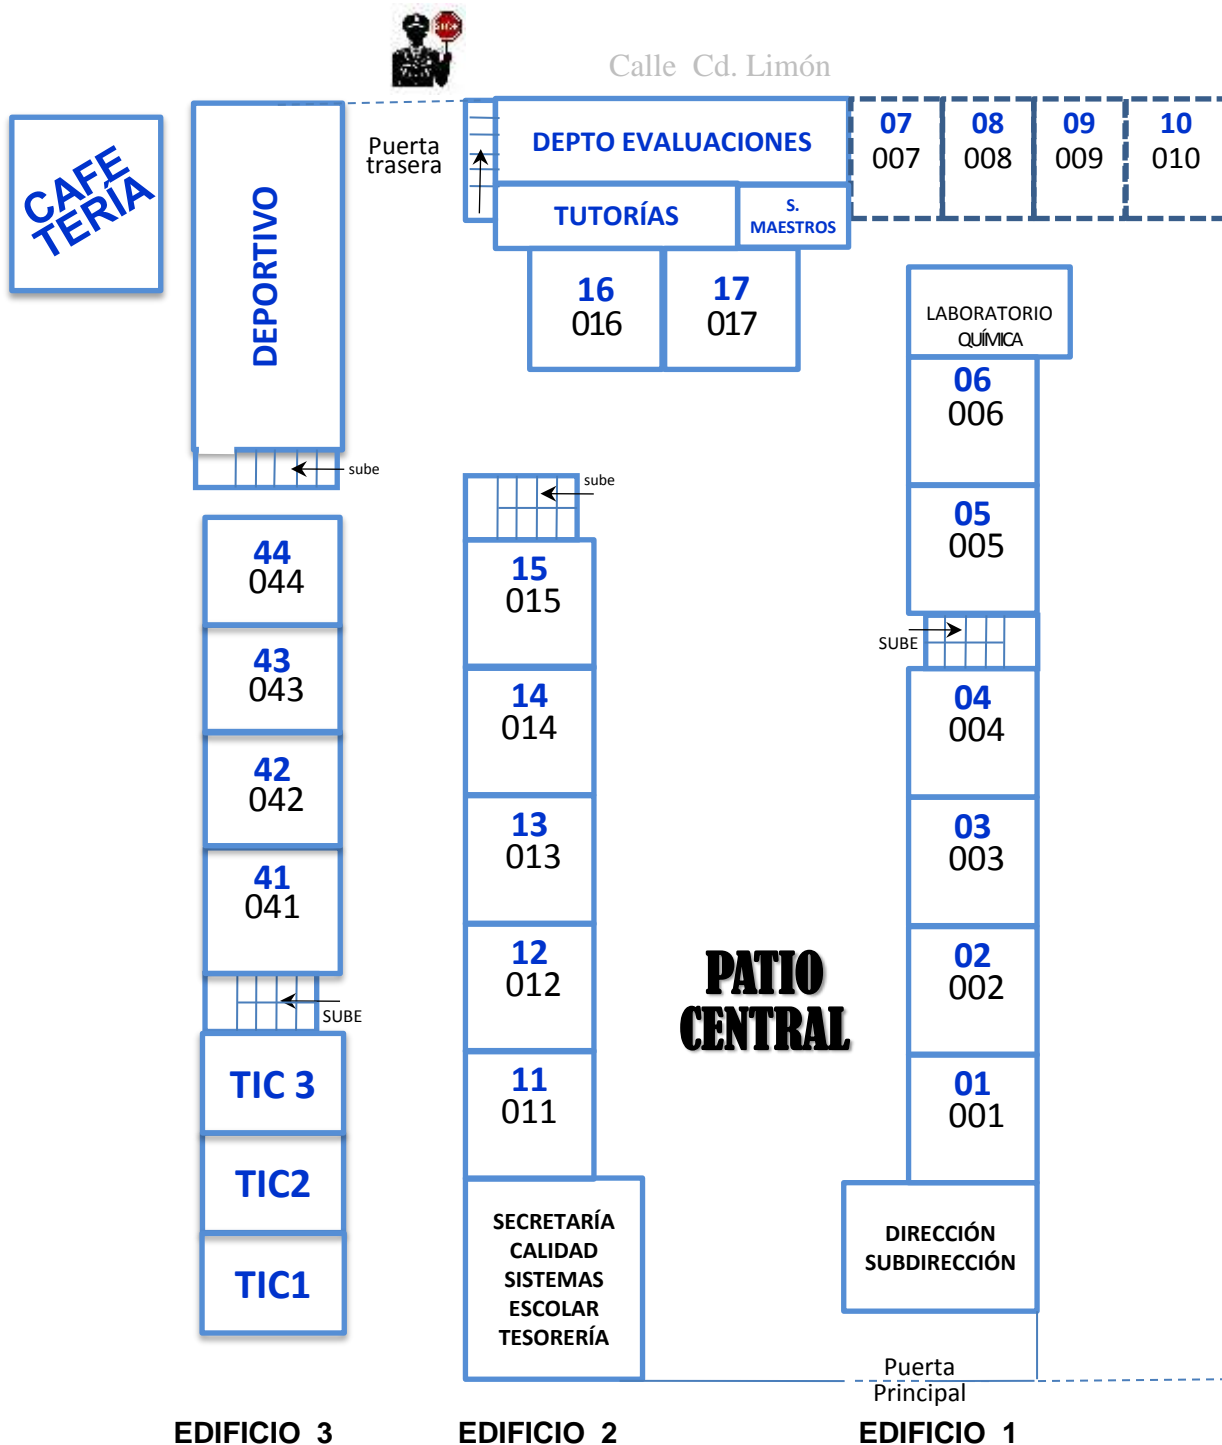 STOP
Calle Cd. Limón
CAFE
TERÍA
DEPORTIVO
Puerta
trasera
DEPTO EVALUACIONES
TUTORÍAS
S.
MAESTROS
07
007
08
008
09
009
10
010
16
016
17
017
LABORATORIO
QUÍMICA
06
006
05
005
SUBE
04
004
03
003
02
002
01
001
DIRECCIÓN
SUBDIRECCIÓN
sube
44
044
43
043
42
042
41
041
SUBE
TIC 3
TIC2
TIC1
sube
15
015
14
014
13
013
12
012
11
011
SECRETARÍA
CALIDAD
SISTEMAS
ESCOLAR
TESORERÍA
PATIO
CENTRAL
Puerta
Principal
EDIFICIO 3
EDIFICIO 2
EDIFICIO 1